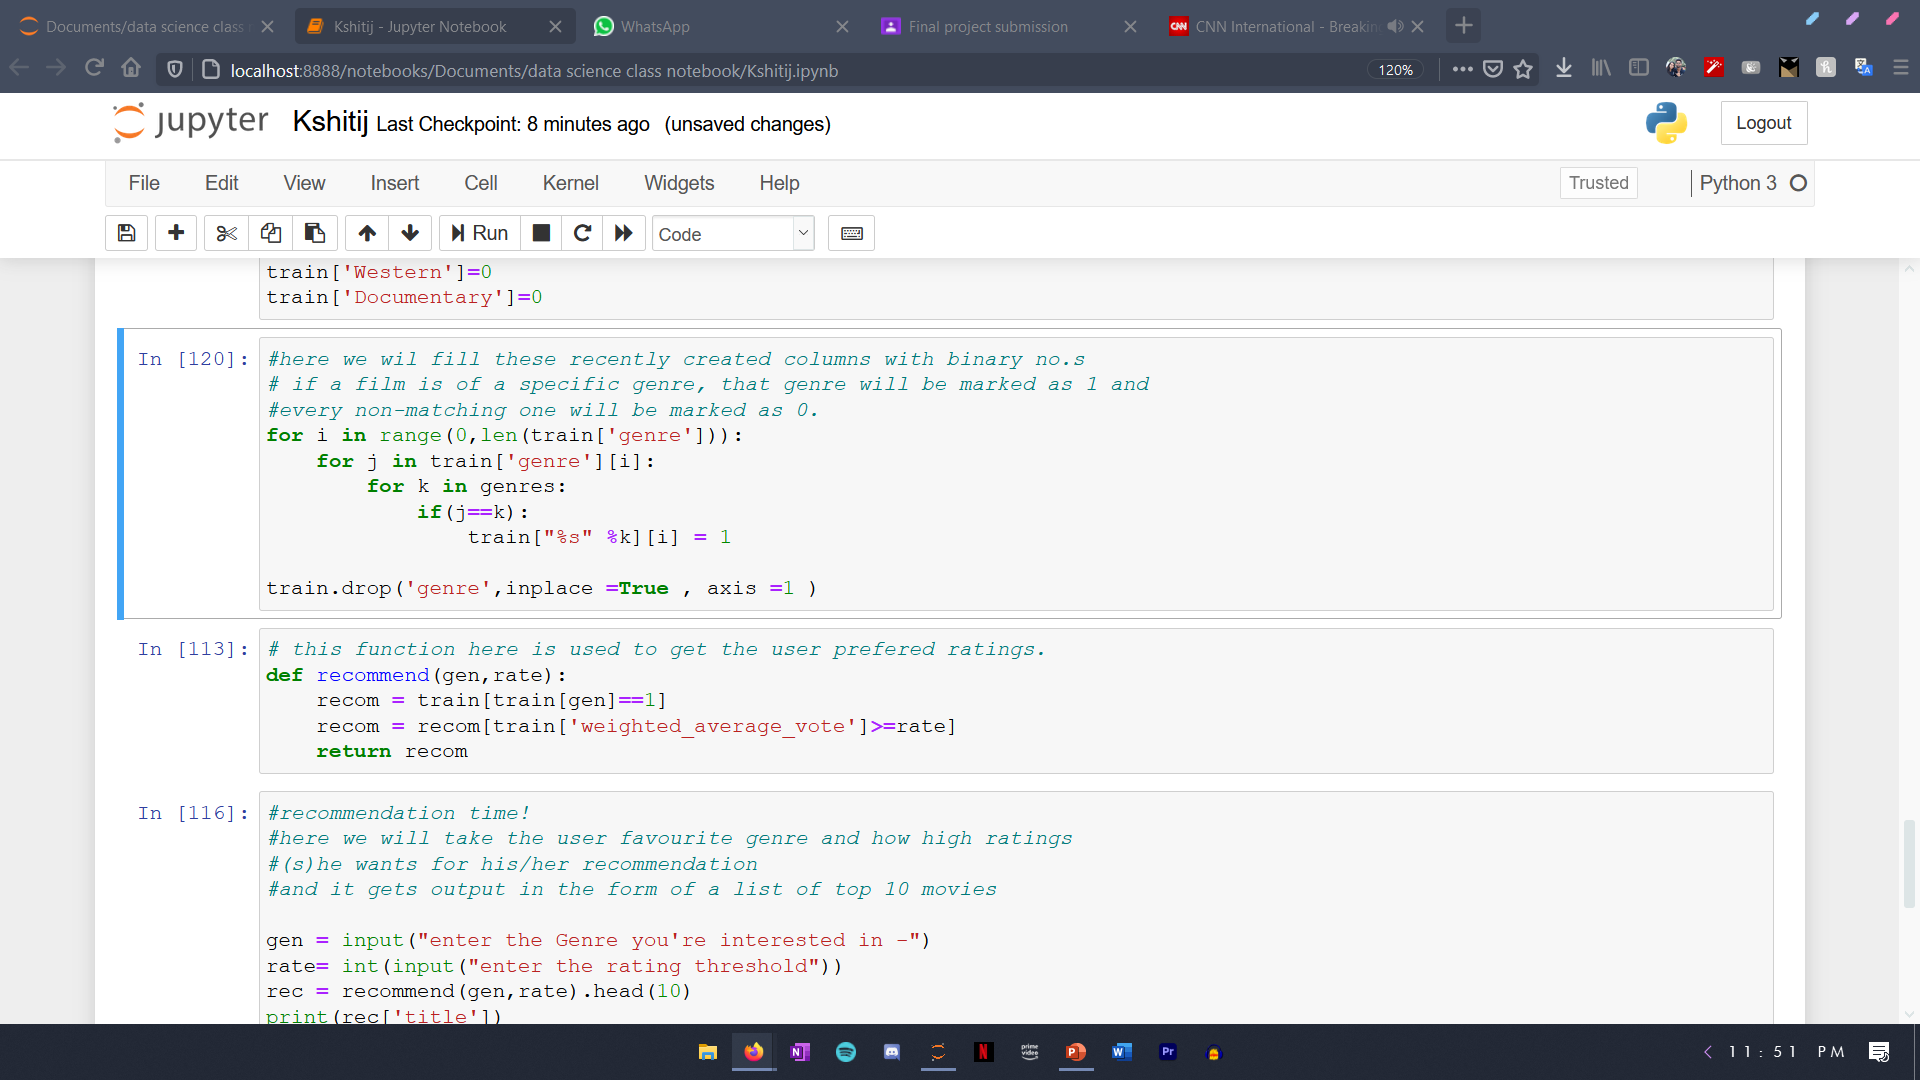 Documents/data science class
Kshitij - Jupyter Notebook
WhatsApp
Final project submission
CNN International - Breakin
localhost:8888/notebooks/Documents/data science class notebook/Kshitij.ipynb
120%
jupyter
Kshitij Last Checkpoint: 8 minutes ago (unsaved changes)
Logout
File Edit View Insert Cell Kernel Widgets Help
Trusted
Python 3
Run
Code
train['Western']=0
train['Documentary']=0
In [120]:
#here we wil fill these recently created columns with binary no.s
# if a film is of a specific genre, that genre will be marked as 1 and
#every non-matching one will be marked as 0.
for i in range(0,len(train['genre'])):
    for j in train['genre'][i]:
        for k in genres:
            if(j==k):
                train["%s" %k][i] = 1
train.drop('genre',inplace =True , axis =1 )
In [113]:
# this function here is used to get the user prefered ratings.
def recommend(gen,rate):
    recom = train[train[gen]==1]
    recom = recom[train['weighted_average_vote']>=rate]
    return recom
In [116]:
#recommendation time!
#here we will take the user favourite genre and how high ratings
#(s)he wants for his/her recommendation
#and it gets output in the form of a list of top 10 movies
gen = input("enter the Genre you're interested in -")
rate= int(input("enter the rating threshold"))
rec = recommend(gen,rate).head(10)
print(rec['title'])
11:51 PM